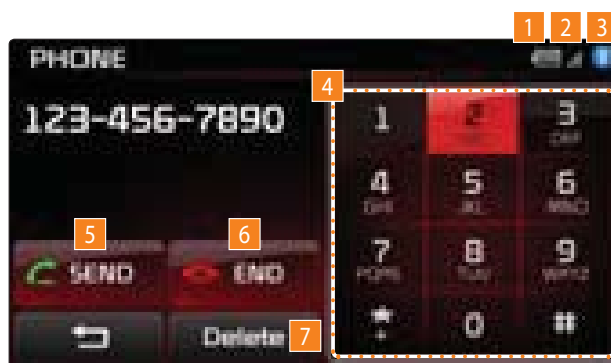 1 2 3
PHONE
4
123-456-7890
1 2 3
DEF
4 5 6
GHI JKL MNO
7 8 9
PQRS TUV WXYZ
* 0 #
+
5 6
SEND END
Delete 7